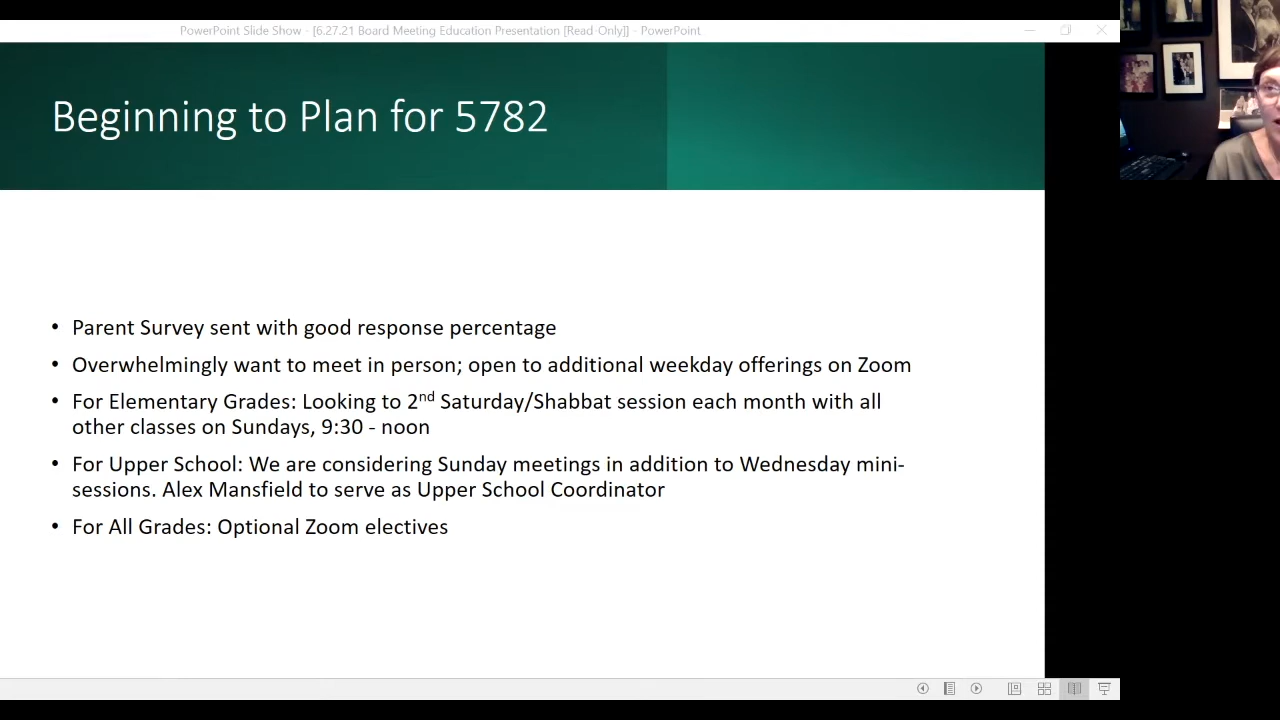 PowerPoint Slide Show - [6.27.21 Board Meeting Education Presentation [Read-Only]] - PowerPoint
Beginning to Plan for 5782
• Parent Survey sent with good response percentage
• Overwhelmingly want to meet in person; open to additional weekday offerings on Zoom
• For Elementary Grades: Looking to 2nd Saturday/Shabbat session each month with all
other classes on Sundays, 9:30 - noon
• For Upper School: We are considering Sunday meetings in addition to Wednesday mini-
sessions. Alex Mansfield to serve as Upper School Coordinator
• For All Grades: Optional Zoom electives